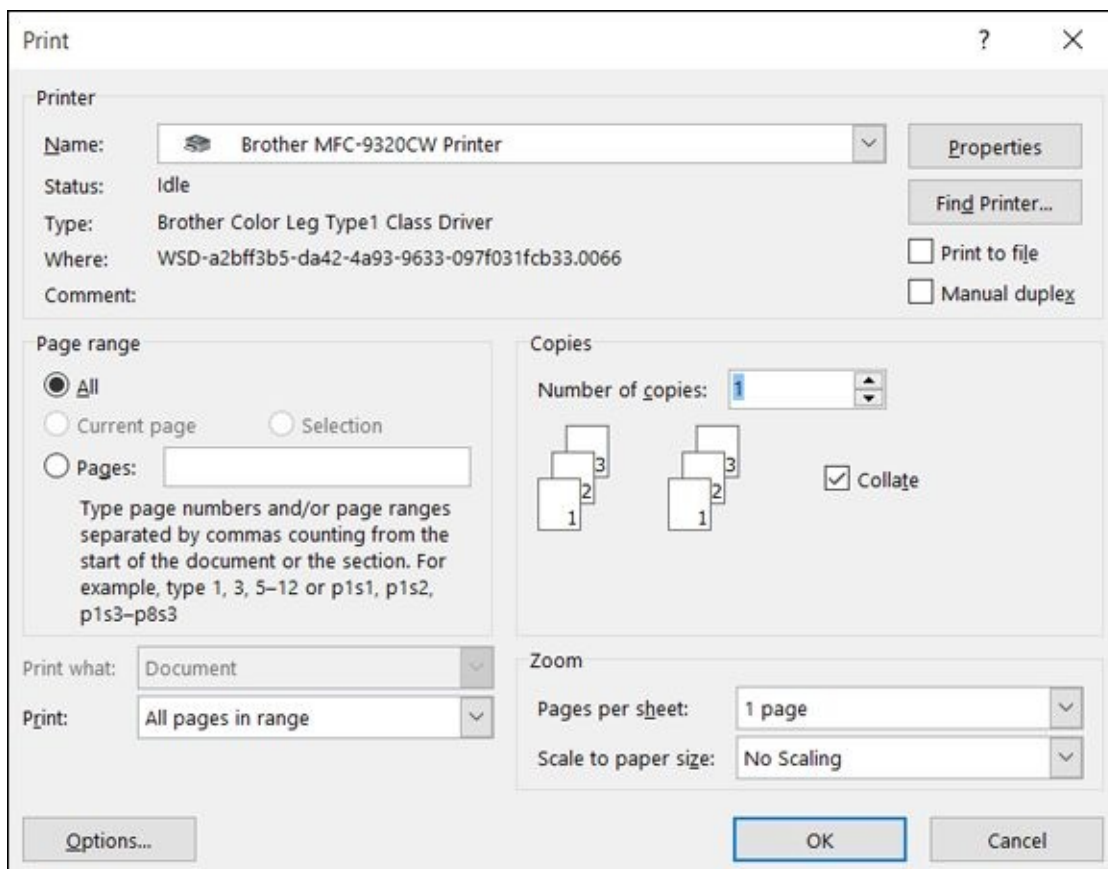 Print
?
Printer
Name:
Brother MFC-9320CW Printer
Properties
Status:
Idle
Find Printer...
Type:
Brother Color Leg Type1 Class Driver
Where:
WSD-a2bff3b5-da42-4a93-9633-097f031fcb33.0066
Print to file
Comment:
Manual duplex
Page range
All
Current page
Selection
Pages:
Type page numbers and/or page ranges
separated by commas counting from the
start of the document or the section. For
example, type 1, 3, 5–12 or p1s1, p1s2,
p1s3–p8s3
Copies
Number of copies:
1
3
2
1
3
2
1
Collate
Print what:
Document
Print:
All pages in range
Zoom
Pages per sheet:
1 page
Scale to paper size:
No Scaling
Options...
OK
Cancel